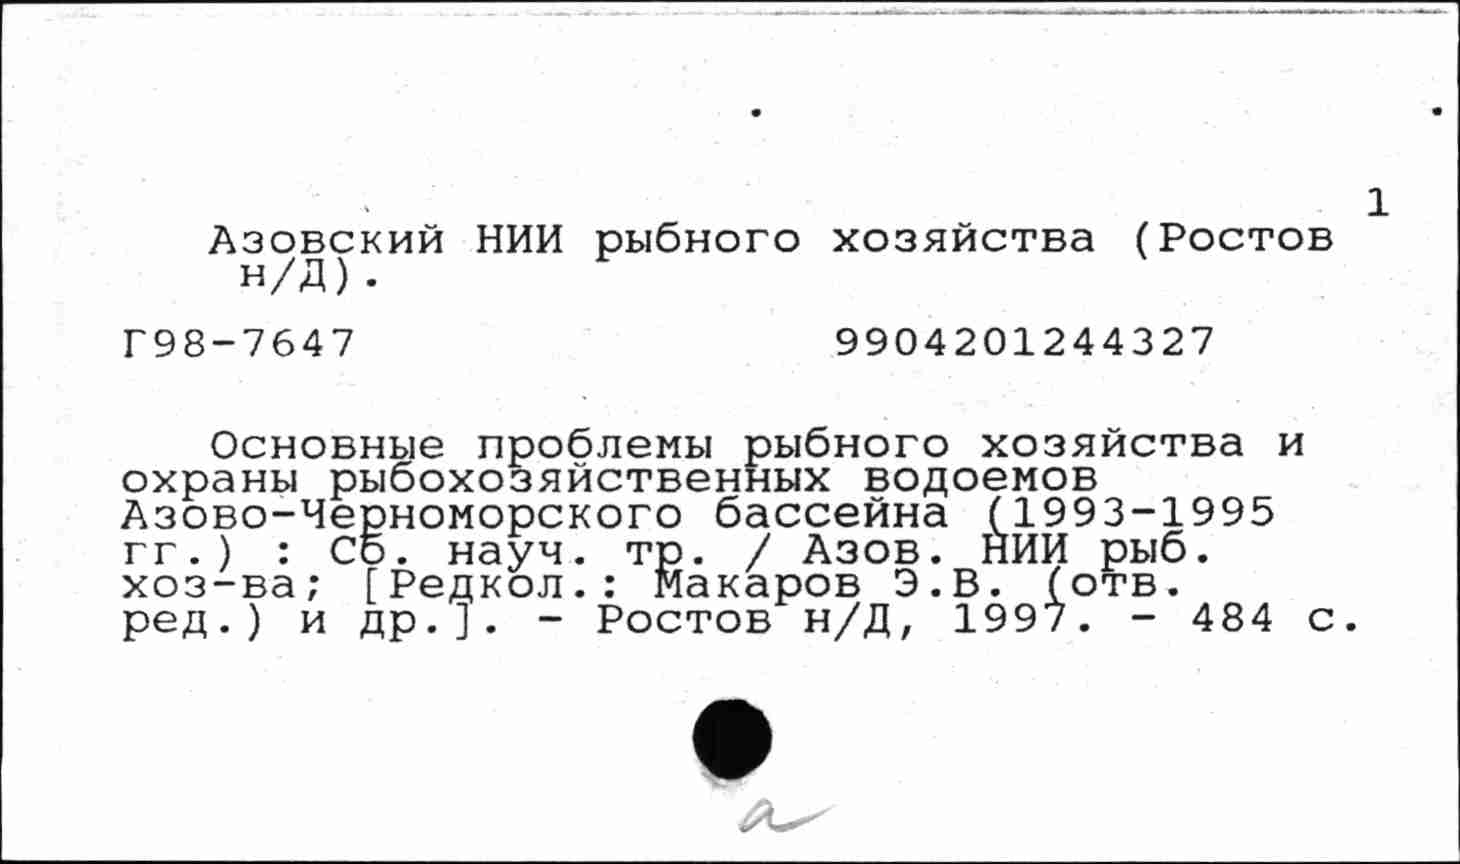 1
Азовский НИИ рыбного хозяйства (Ростов
н/Д).
Г98-7647 9904201244327
Основные проблемы рыбного хозяйства и
охраны рыбохозяйственных водоемов
Азово-Черноморского бассейна (1993-1995
гг.) : Сб. науч. тр. / Азов. НИИ рыб.
хоз-ва; [Редкол.: Макаров Э.В. (отв.
ред.) и др.]. - Ростов н/Д, 1997. - 484 с.
а